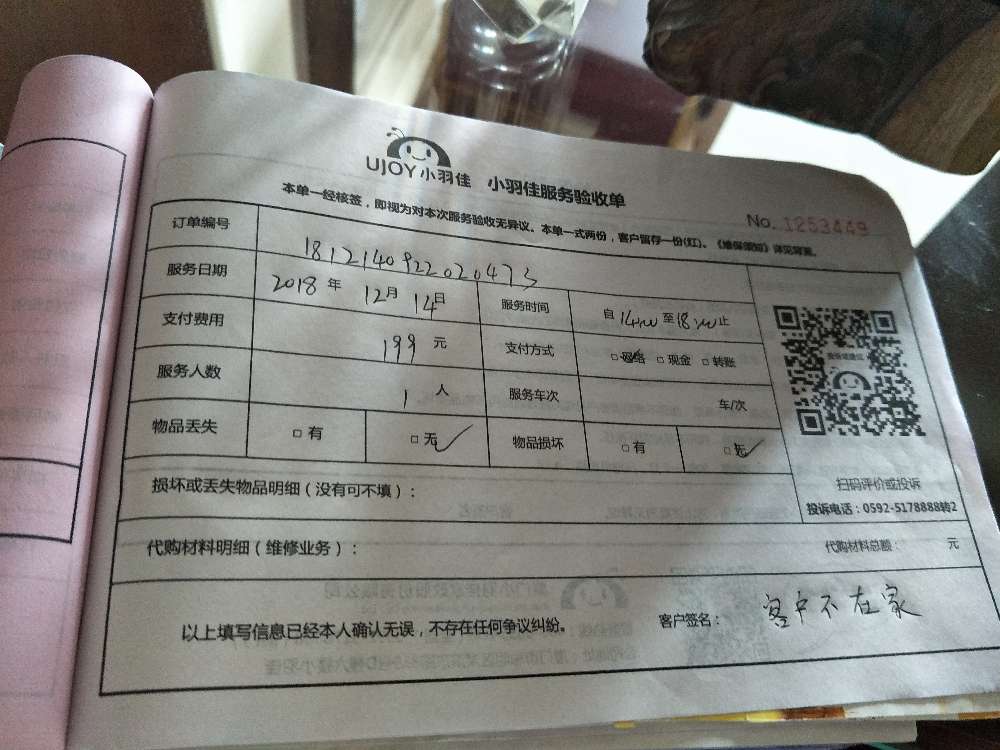 UJOY小羽佳 小羽佳服务验收单
本单一经核签，即视为对本次服务验收无异议。本单一式两份，客户留存一份(红)。《维保须知》详见背面。
No. 1253449
订单编号 1812140922020473
服务日期 2018 年 12 月 14 日 服务时间 自 14:00 至 18:00 止
支付费用 199 元 支付方式 □ 网络 □ 现金 □ 转账
服务人数 1 人 服务车次 车/次
物品丢失 □ 有 □ 无 ✓ 物品损坏 □ 有 □ 无 ✓
扫码评价或投诉
投诉电话：0592-5178888转2
损坏或丢失物品明细（没有可不填）：
代购材料明细（维修业务）： 代购材料总额： 元
以上填写信息已经本人确认无误，不存在任何争议纠纷。 客户签名： 客户不在家